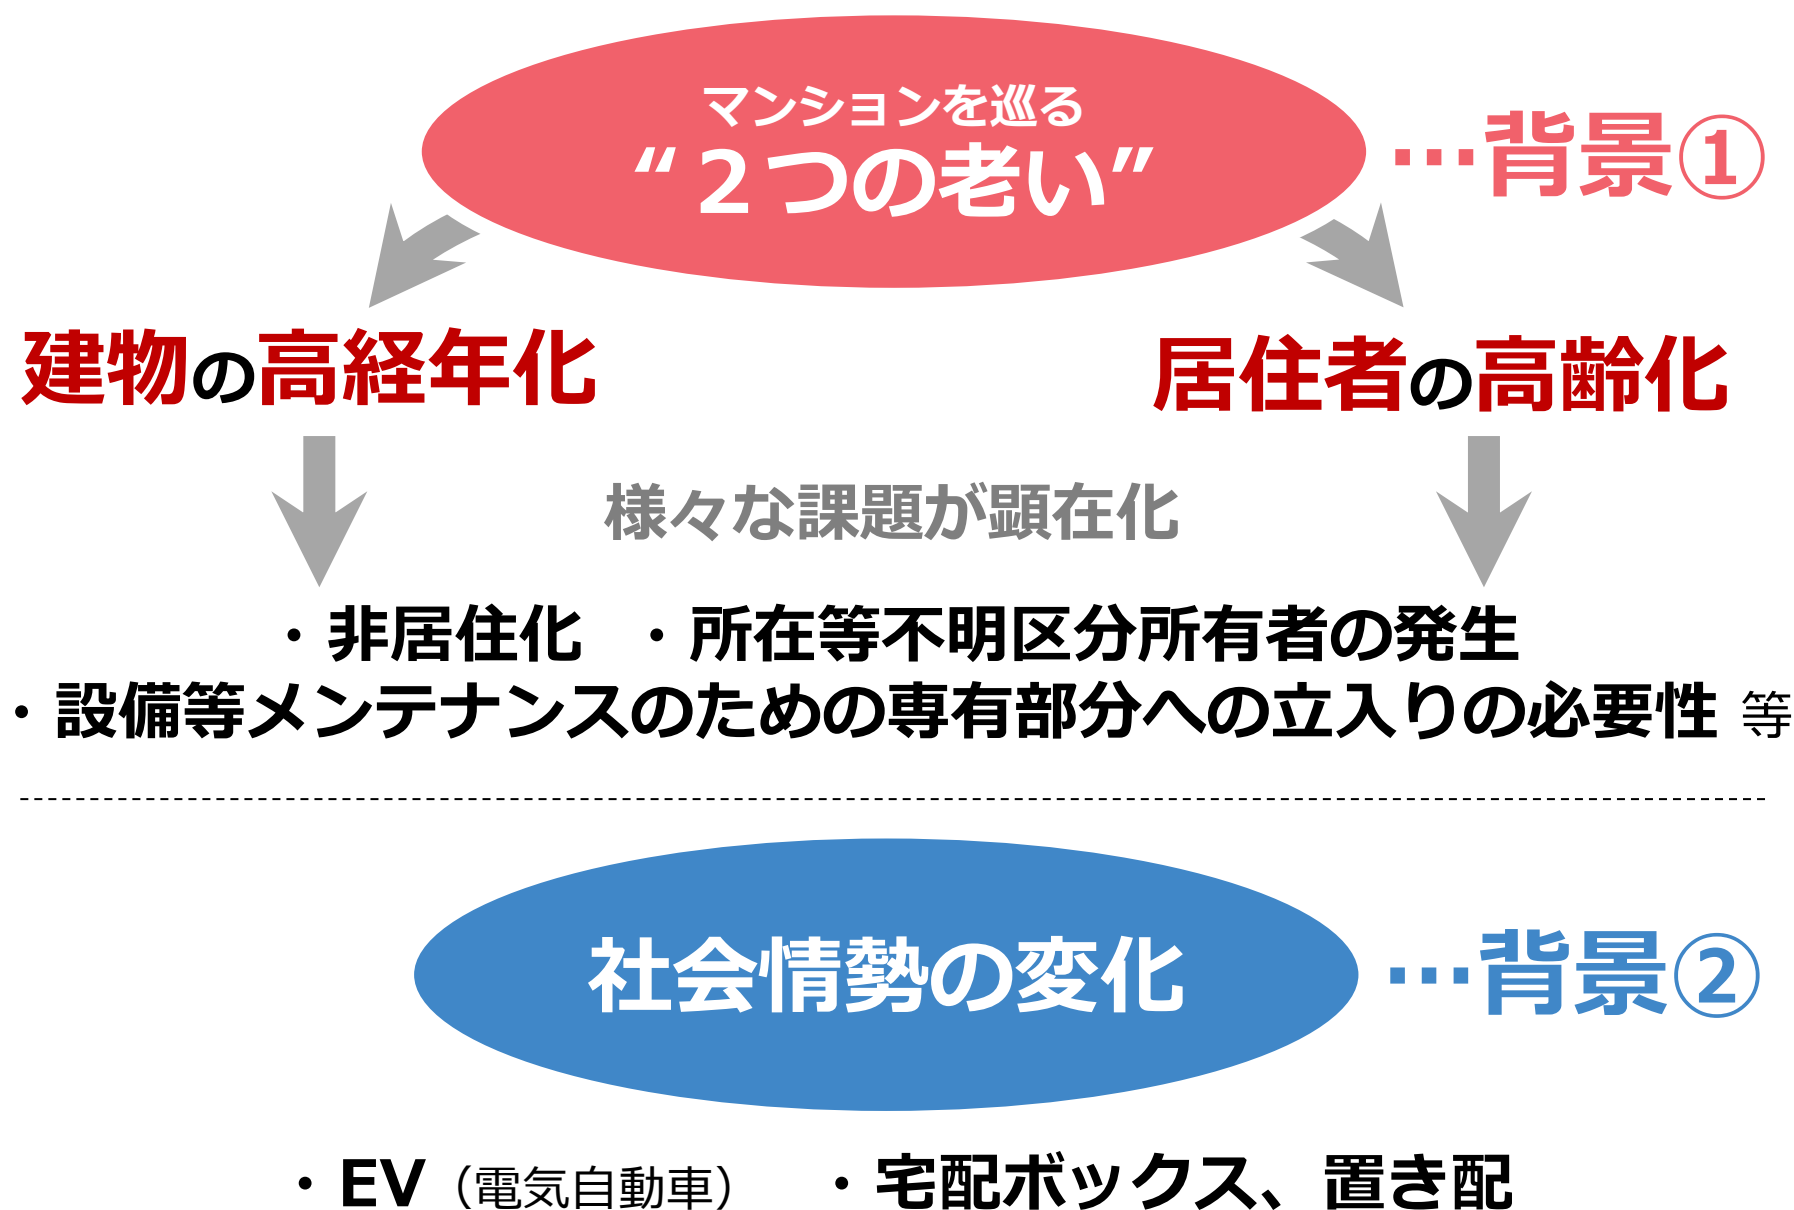 マンションを巡る
“２つの老い”
…背景①
建物の高経年化
居住者の高齢化
様々な課題が顕在化
・非居住化　・所在等不明区分所有者の発生
・設備等メンテナンスのための専有部分への立入りの必要性 等
社会情勢の変化
…背景②
・EV（電気自動車）　・宅配ボックス、置き配